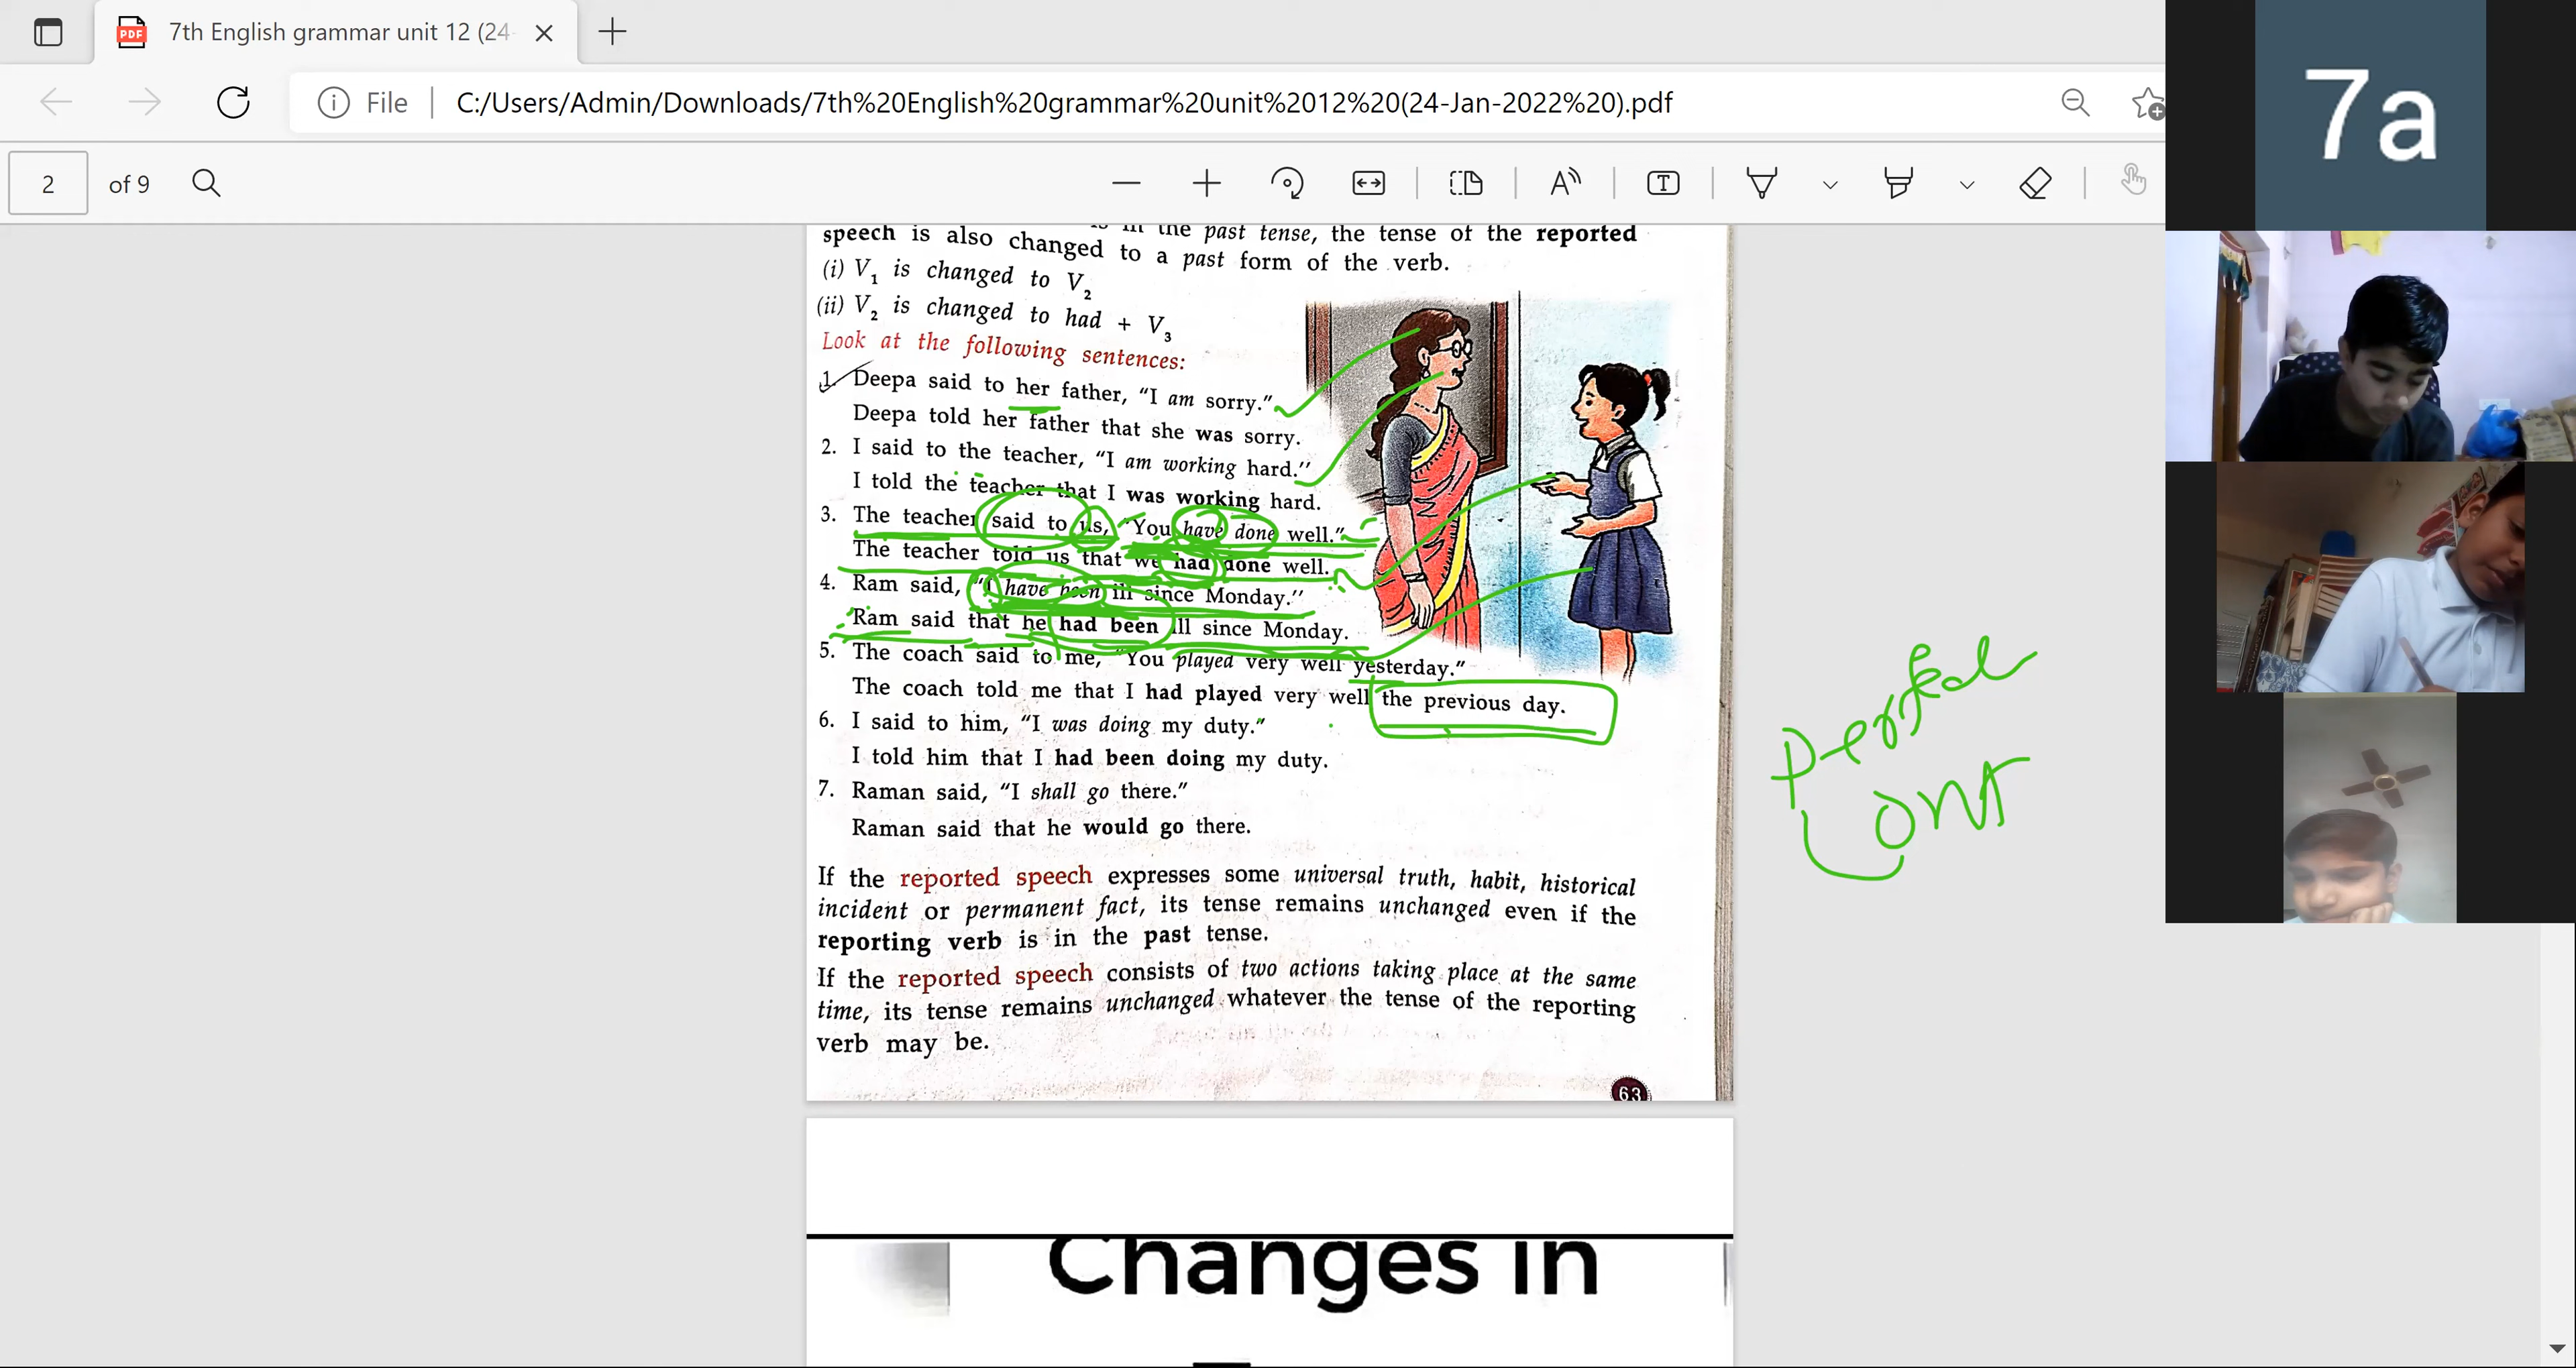 7th English grammar unit 12 (24-
File
C:/Users/Admin/Downloads/7th%20English%20grammar%20unit%2012%20(24-Jan-2022%20).pdf
2 of 9
7a
in the past tense, the tense of the reported
speech is also changed to a past form of the verb.
(i) V1 is changed to V2
(ii) V2 is changed to had + V3
Look at the following sentences:
1. Deepa said to her father, “I am sorry.”
Deepa told her father that she was sorry.
2. I said to the teacher, “I am working hard.”
I told the teacher that I was working hard.
3. The teacher said to us, “You have done well.”
The teacher told us that we had done well.
4. Ram said, “I have been ill since Monday.”
Ram said that he had been ill since Monday.
5. The coach said to me, “You played very well yesterday.”
The coach told me that I had played very well the previous day.
6. I said to him, “I was doing my duty.”
I told him that I had been doing my duty.
7. Raman said, “I shall go there.”
Raman said that he would go there.
If the reported speech expresses some universal truth, habit, historical
incident or permanent fact, its tense remains unchanged even if the
reporting verb is in the past tense.
If the reported speech consists of two actions taking place at the same
time, its tense remains unchanged whatever the tense of the reporting
verb may be.
63
Changes in